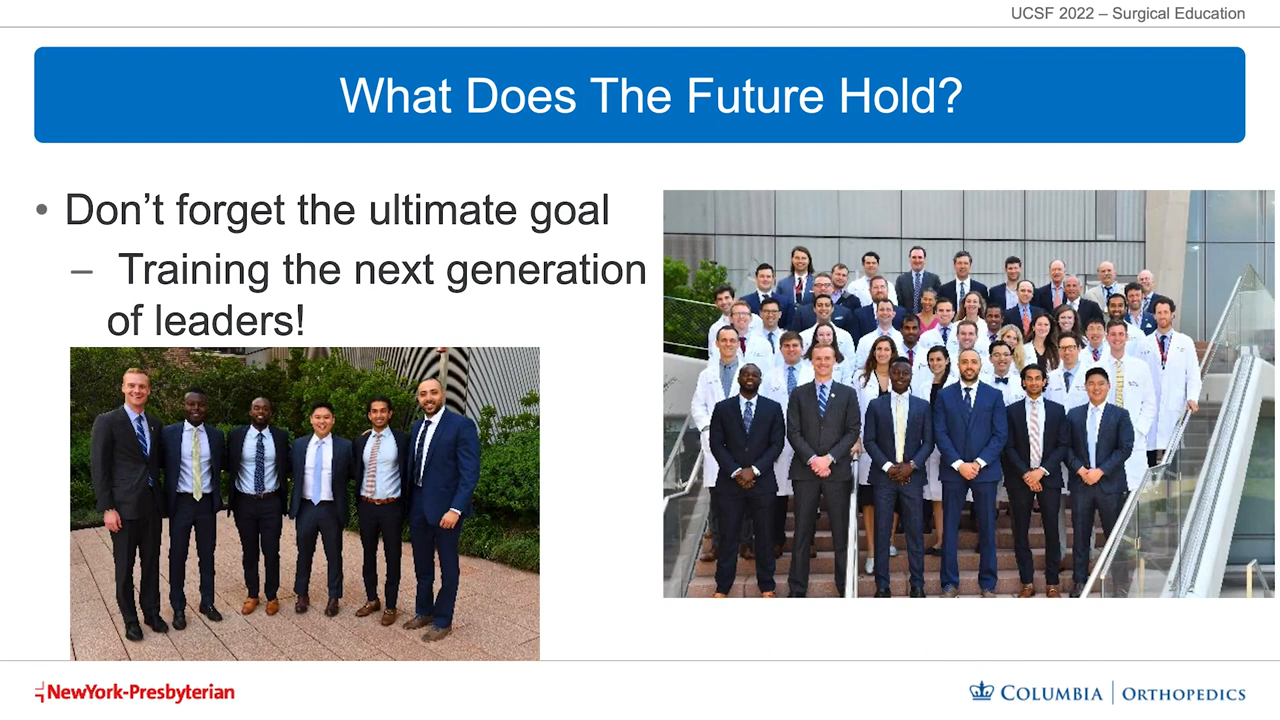 UCSF 2022 – Surgical Education
What Does The Future Hold?
• Don’t forget the ultimate goal
– Training the next generation
of leaders!
NewYork-Presbyterian
COLUMBIA | ORTHOPEDICS